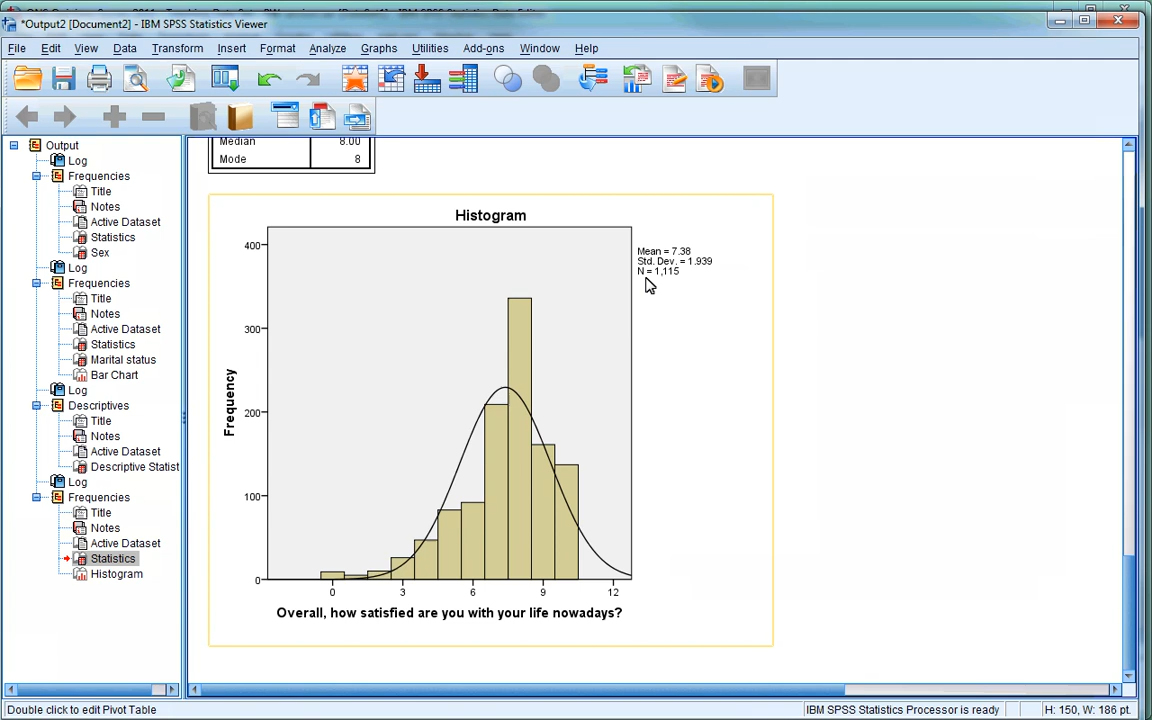 *Output2 [Document2] - IBM SPSS Statistics Viewer
File Edit View Data Transform Insert Format Analyze Graphs Utilities Add-ons Window Help
Output
Log
Frequencies
Title
Notes
Active Dataset
Statistics
Sex
Log
Frequencies
Title
Notes
Active Dataset
Statistics
Marital status
Bar Chart
Log
Descriptives
Title
Notes
Active Dataset
Descriptive Statist
Log
Frequencies
Title
Notes
Active Dataset
Statistics
Histogram
Median 8.00
Mode 8
Histogram
Mean = 7.38
Std. Dev. = 1.939
N = 1,115
Frequency
400
300
200
100
0
0 3 6 9 12
Overall, how satisfied are you with your life nowadays?
Double click to edit Pivot Table IBM SPSS Statistics Processor is ready H: 150, W: 186 pt.